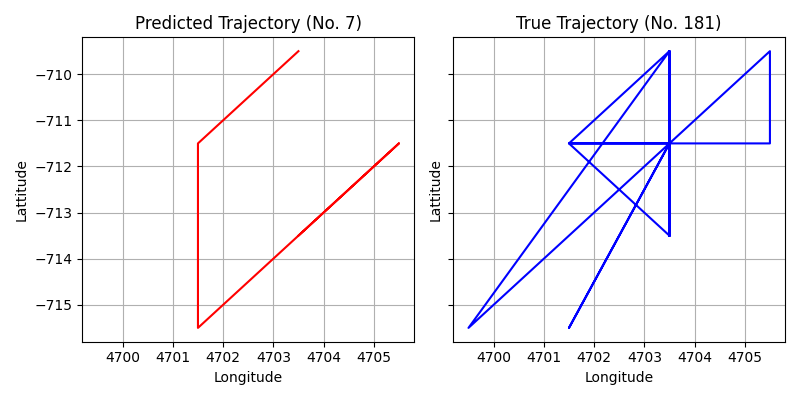 Predicted Trajectory (No. 7)
True Trajectory (No. 181)
Lattitude
−710
−711
−712
−713
−714
−715
4700 4701 4702 4703 4704 4705
Longitude
Lattitude
4700 4701 4702 4703 4704 4705
Longitude